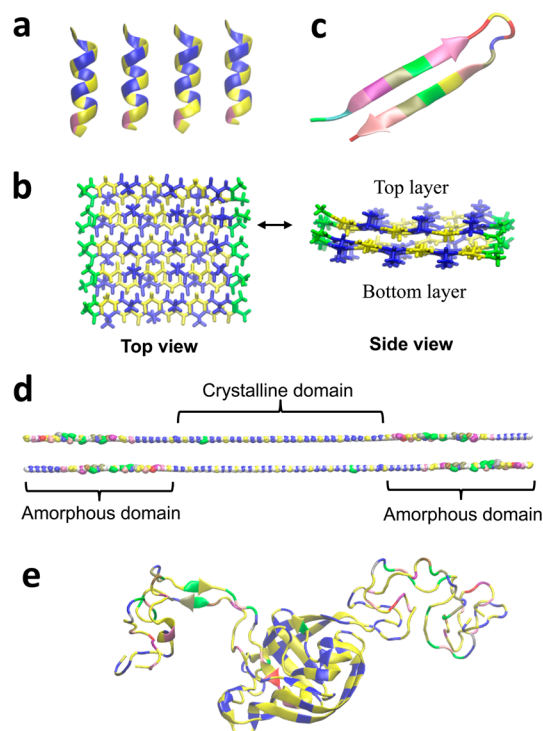 a
c
b
Top layer
Bottom layer
Top view
Side view
d
Crystalline domain
Amorphous domain
Amorphous domain
e